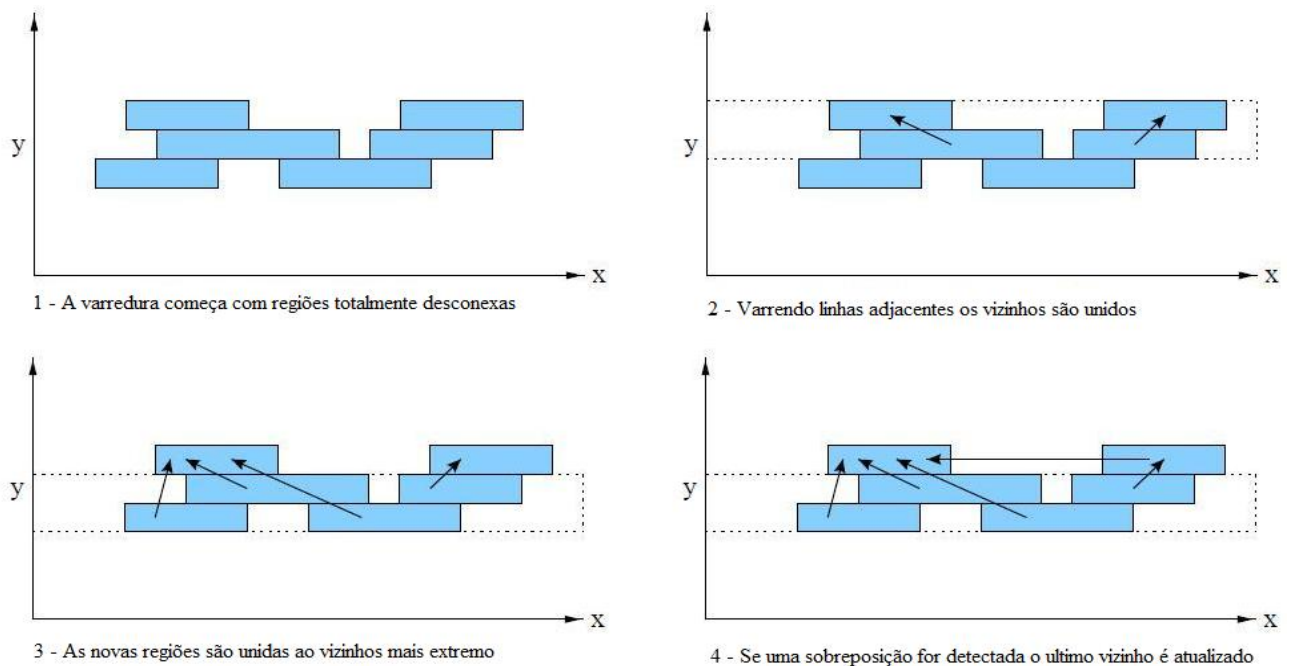 y
x
1 - A varredura começa com regiões totalmente desconexas
y
x
2 - Varrendo linhas adjacentes os vizinhos são unidos
y
x
3 - As novas regiões são unidas ao vizinhos mais extremo
y
x
4 - Se uma sobreposição for detectada o ultimo vizinho é atualizado